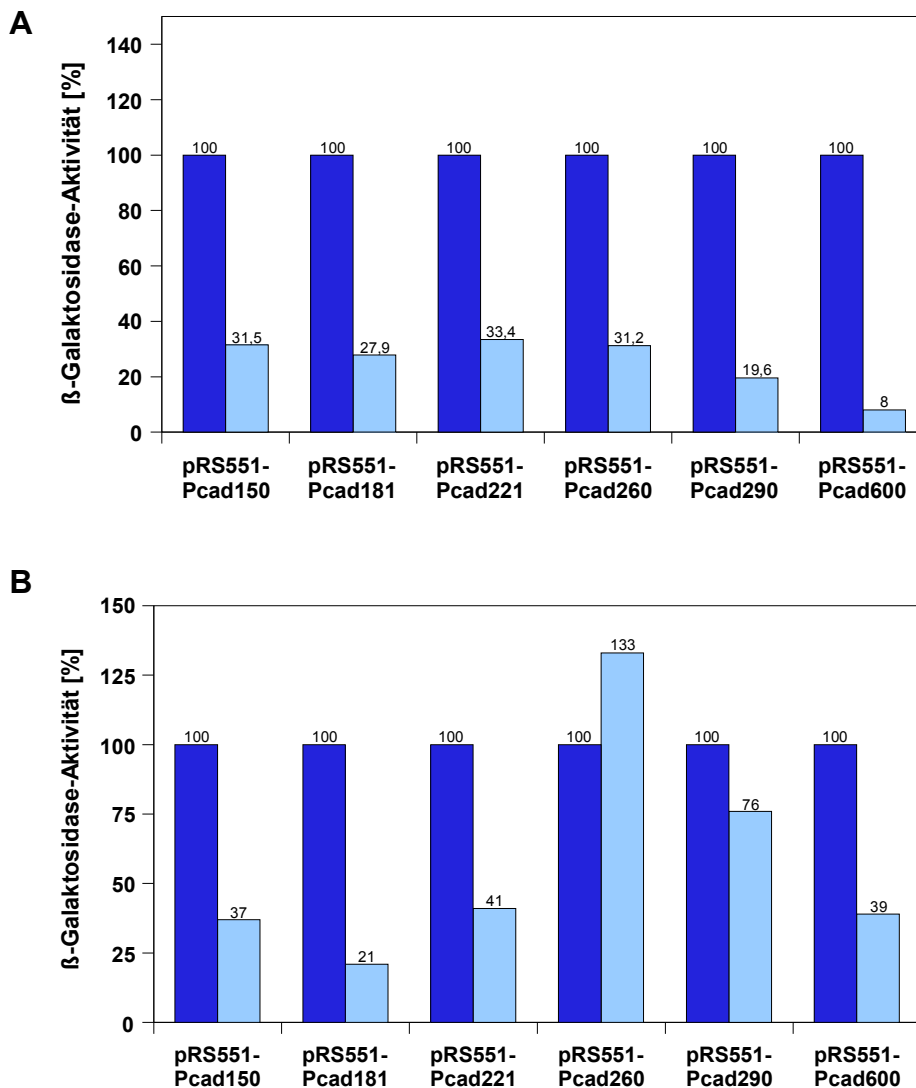 A
ß-Galaktosidase-Aktivität [%]
140
120
100
80
60
40
20
0
100 100 100 100 100 100
31,5 27,9 33,4 31,2 19,6 8
pRS551- pRS551- pRS551- pRS551- pRS551- pRS551-
Pcad150 Pcad181 Pcad221 Pcad260 Pcad290 Pcad600
B
ß-Galaktosidase-Aktivität [%]
150
125
100
75
50
25
0
133
100 100 100 100 100 100
37 21 41 76 39
pRS551- pRS551- pRS551- pRS551- pRS551- pRS551-
Pcad150 Pcad181 Pcad221 Pcad260 Pcad290 Pcad600